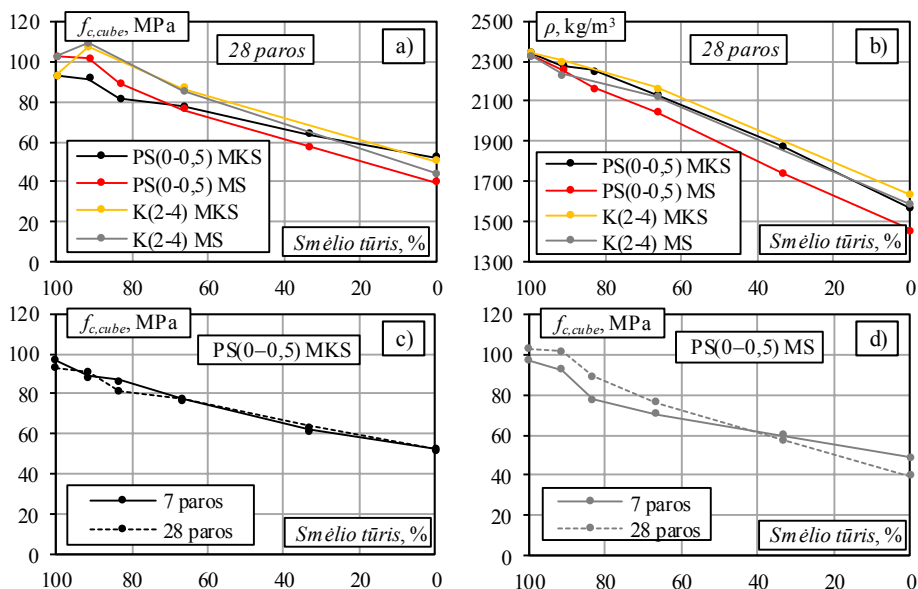 f c,cube, MPa
28 paros
a)
120
100
80
60
40
20
0
PS(0-0,5) MKS
PS(0-0,5) MS
K(2-4) MKS
K(2-4) MS
Smėlio tūris, %
100 80 60 40 20 0
ρ, kg/m³
28 paros
b)
2500
2300
2100
1900
1700
1500
1300
PS(0-0,5) MKS
PS(0-0,5) MS
K(2-4) MKS
K(2-4) MS
Smėlio tūris, %
100 80 60 40 20 0
f c,cube, MPa
PS(0–0,5) MKS
c)
120
100
80
60
40
20
0
7 paros
28 paros
Smėlio tūris, %
100 80 60 40 20 0
f c,cube, MPa
PS(0–0,5) MS
d)
120
100
80
60
40
20
0
7 paros
28 paros
Smėlio tūris, %
100 80 60 40 20 0